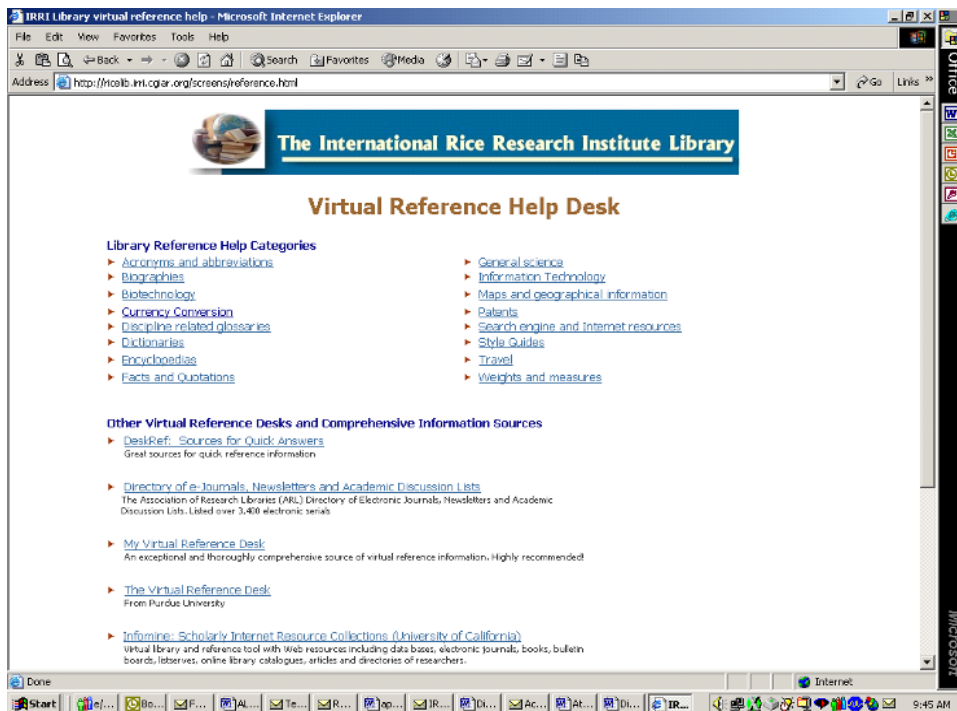 IRRI Library virtual reference help - Microsoft Internet Explorer
File Edit View Favorites Tools Help
Back Search Favorites Media
Address http://ricelib.irri.cgiar.org/screens/reference.html Go Links »
Office
The International Rice Research Institute Library
Virtual Reference Help Desk
Library Reference Help Categories
Acronyms and abbreviations
Biographies
Biotechnology
Currency Conversion
Discipline related glossaries
Dictionaries
Encyclopedias
Facts and Quotations
General science
Information Technology
Maps and geographical information
Patents
Search engine and Internet resources
Style Guides
Travel
Weights and measures
Other Virtual Reference Desks and Comprehensive Information Sources
DeskRef: Sources for Quick Answers
Great sources for quick reference information
Directory of e-Journals, Newsletters and Academic Discussion Lists
The Association of Research Libraries (ARL) Directory of Electronic Journals, Newsletters and Academic
Discussion Lists. Listed over 3,400 electronic serials
My Virtual Reference Desk
An exceptional and thoroughly comprehensive source of virtual reference information. Highly recommended!
The Virtual Reference Desk
From Purdue University
Infomine: Scholarly Internet Resource Collections (University of California)
Virtual library and reference tool with Web resources including data bases, electronic journals, books, bulletin
boards, listserves, online library catalogues, articles and directories of researchers.
Microsoft
Done Internet
Start e/... Bo... F... AL... Te... R... ap... IR... Di... Ac... At... Di... IR... 9:45 AM